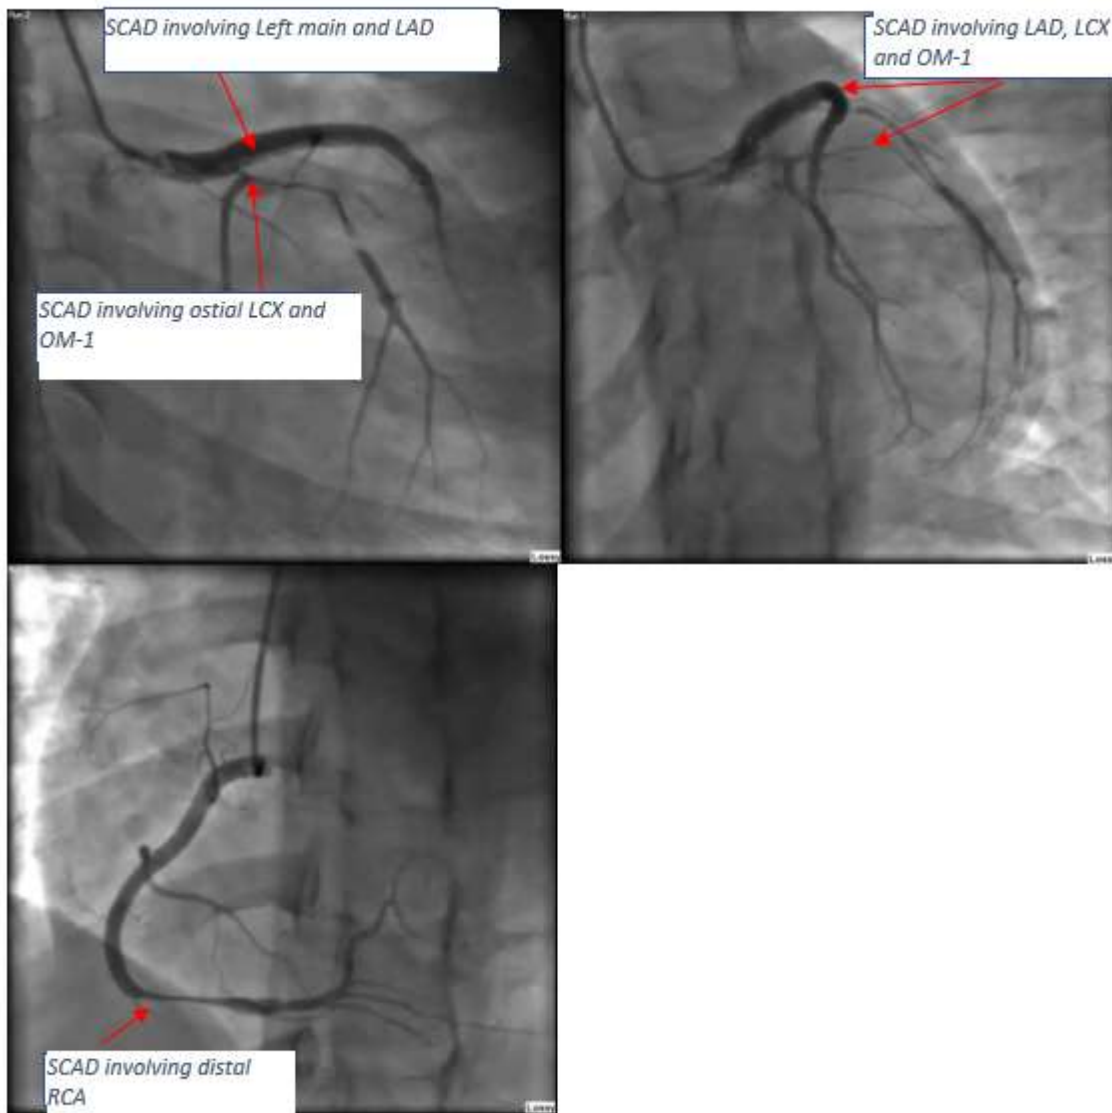 SCAD involving Left main and LAD
SCAD involving LAD, LCX
and OM-1
SCAD involving ostial LCX and
OM-1
SCAD involving distal
RCA